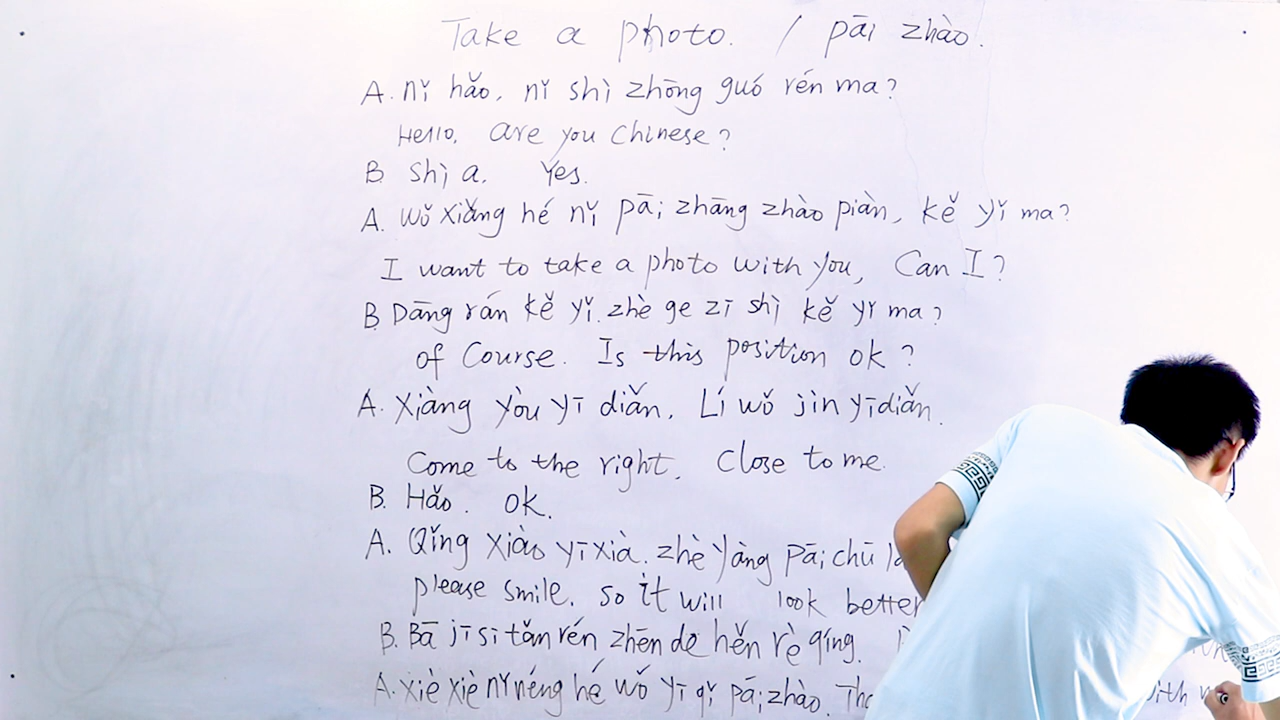 Take a photo. / pāi zhào.
A. nǐ hǎo. nǐ shì zhōng guó rén ma?
Hello. Are you Chinese?
B. Shì a. Yes.
A. wǒ xiǎng hé nǐ pāi zhāng zhào piàn, kě yǐ ma?
I want to take a photo with you, Can I?
B. Dāng rán kě yǐ. zhè ge zī shì kě yǐ ma?
of Course. Is this position ok?
A. Xiàng yòu yī diǎn. Lí wǒ jìn yīdiǎn.
Come to the right. Close to me.
B. Hǎo. ok.
A. Qǐng xiào yīxià. zhè yàng pāi chū
please smile. so it will look better
B. Bā jī sī tǎn rén zhēn de hěn rè qíng.
A. xiè xiè nǐ néng hé wǒ yī qǐ pāi zhào. with